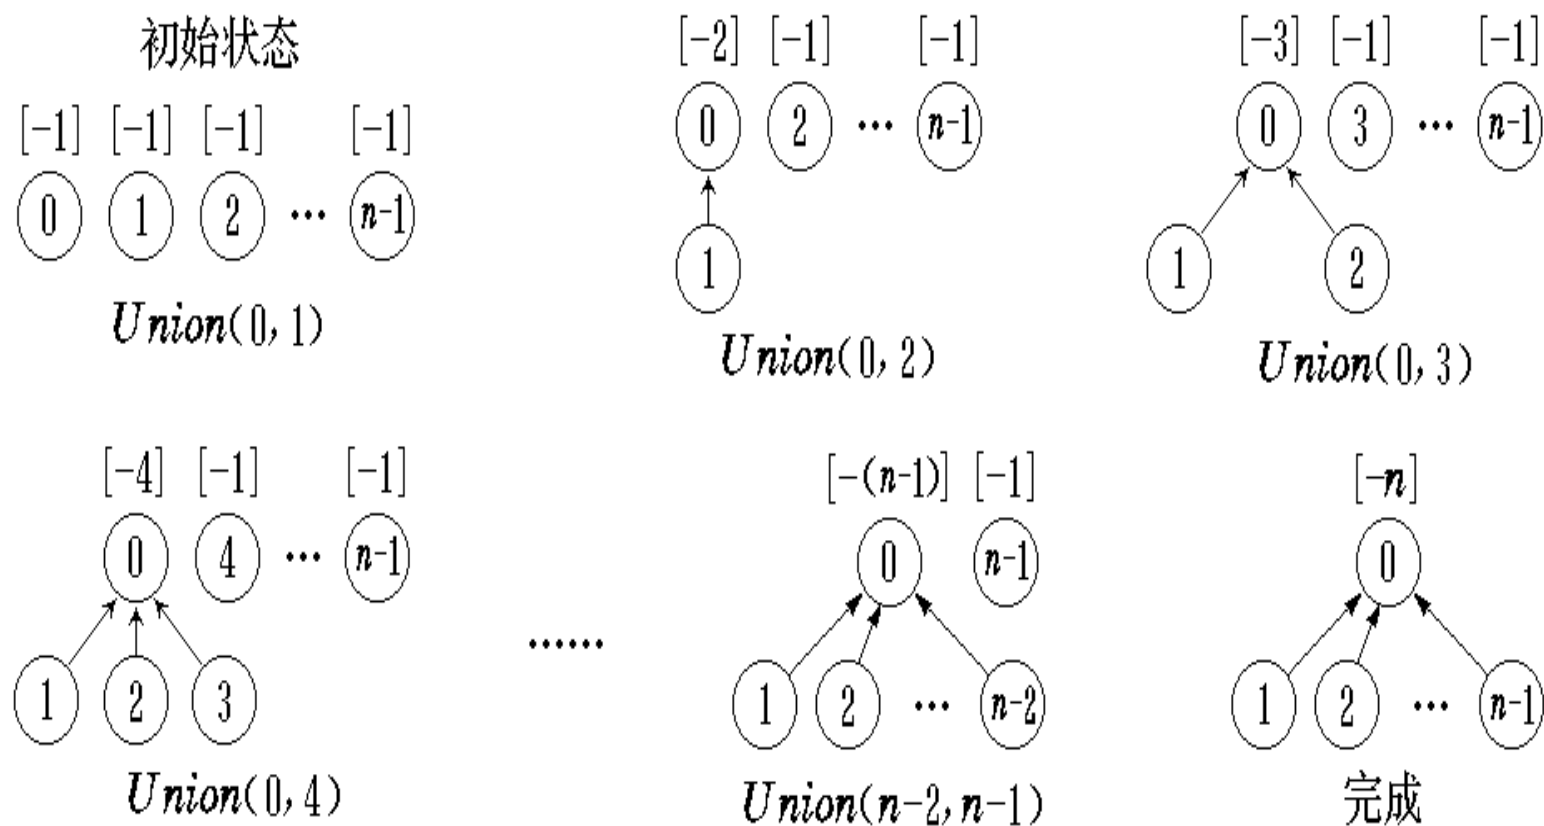 初始状态
[-1] [-1] [-1] [-1]
0 1 2 ··· n-1
Union(0, 1)
[-2] [-1] [-1]
0 2 ··· n-1
1
Union(0, 2)
[-3] [-1] [-1]
0 3 ··· n-1
1 2
Union(0, 3)
[-4] [-1] [-1]
0 4 ··· n-1
1 2 3
Union(0, 4)
······
[-(n-1)] [-1]
0 n-1
1 2 ··· n-2
Union(n-2, n-1)
[-n]
0
1 2 ··· n-1
完成